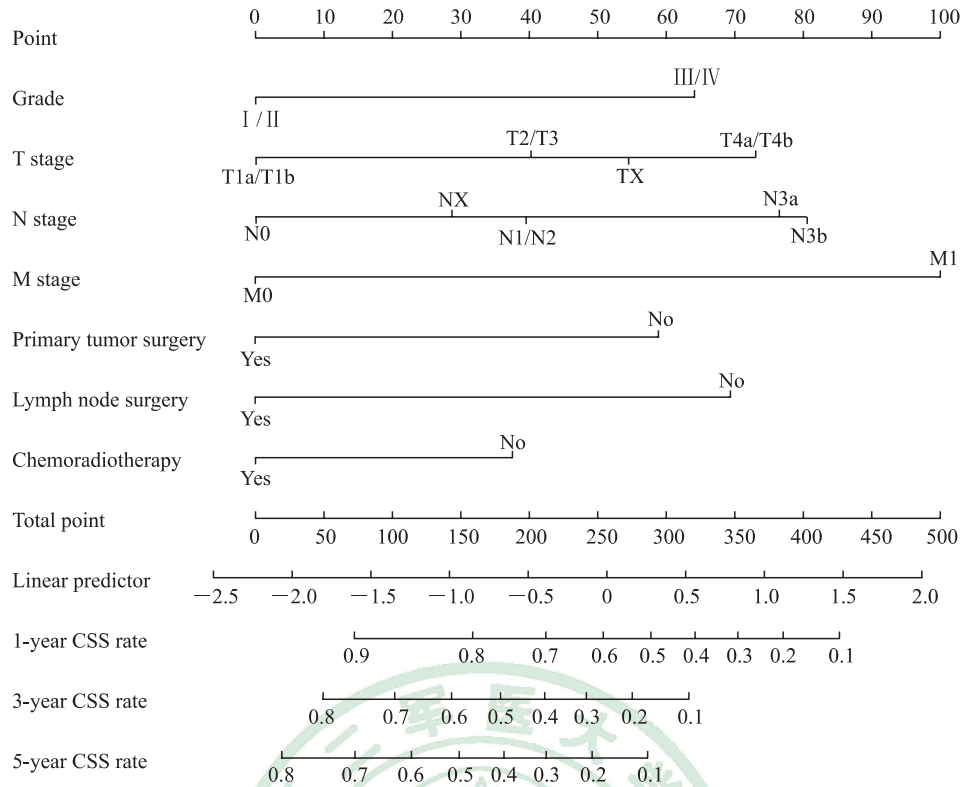 0 10 20 30 40 50 60 70 80 90 100
Point
III/IV
Grade
I/II
T2/T3 T4a/T4b
T stage
T1a/T1b TX
NX N3a
N stage
N0 N1/N2 N3b
M1
M stage
M0
No
Primary tumor surgery
Yes
No
Lymph node surgery
Yes
No
Chemoradiotherapy
Yes
Total point
0 50 100 150 200 250 300 350 400 450 500
Linear predictor
−2.5 −2.0 −1.5 −1.0 −0.5 0 0.5 1.0 1.5 2.0
1-year CSS rate
0.9 0.8 0.7 0.6 0.5 0.4 0.3 0.2 0.1
3-year CSS rate
0.8 0.7 0.6 0.5 0.4 0.3 0.2 0.1
5-year CSS rate
0.8 0.7 0.6 0.5 0.4 0.3 0.2 0.1
二军医大